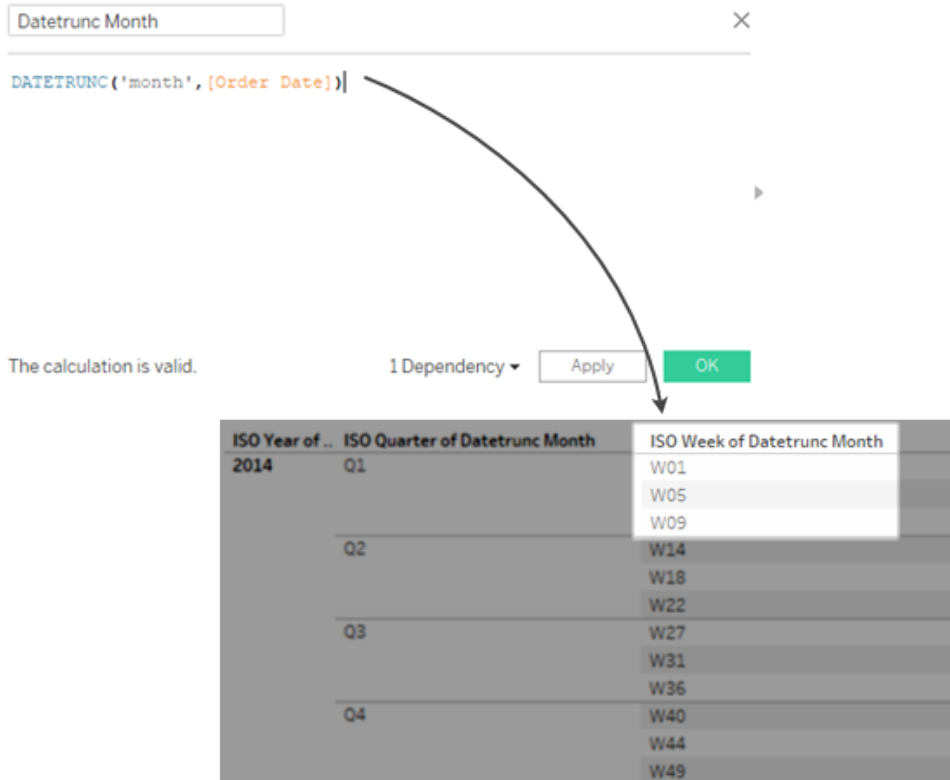 Datetrunc Month
DATETRUNC('month',[Order Date])
The calculation is valid. 1 Dependency Apply OK
ISO Year of .. ISO Quarter of Datetrunc Month ISO Week of Datetrunc Month
2014 Q1 W01
W05
W09
Q2 W14
W18
W22
Q3 W27
W31
W36
Q4 W40
W44
W49